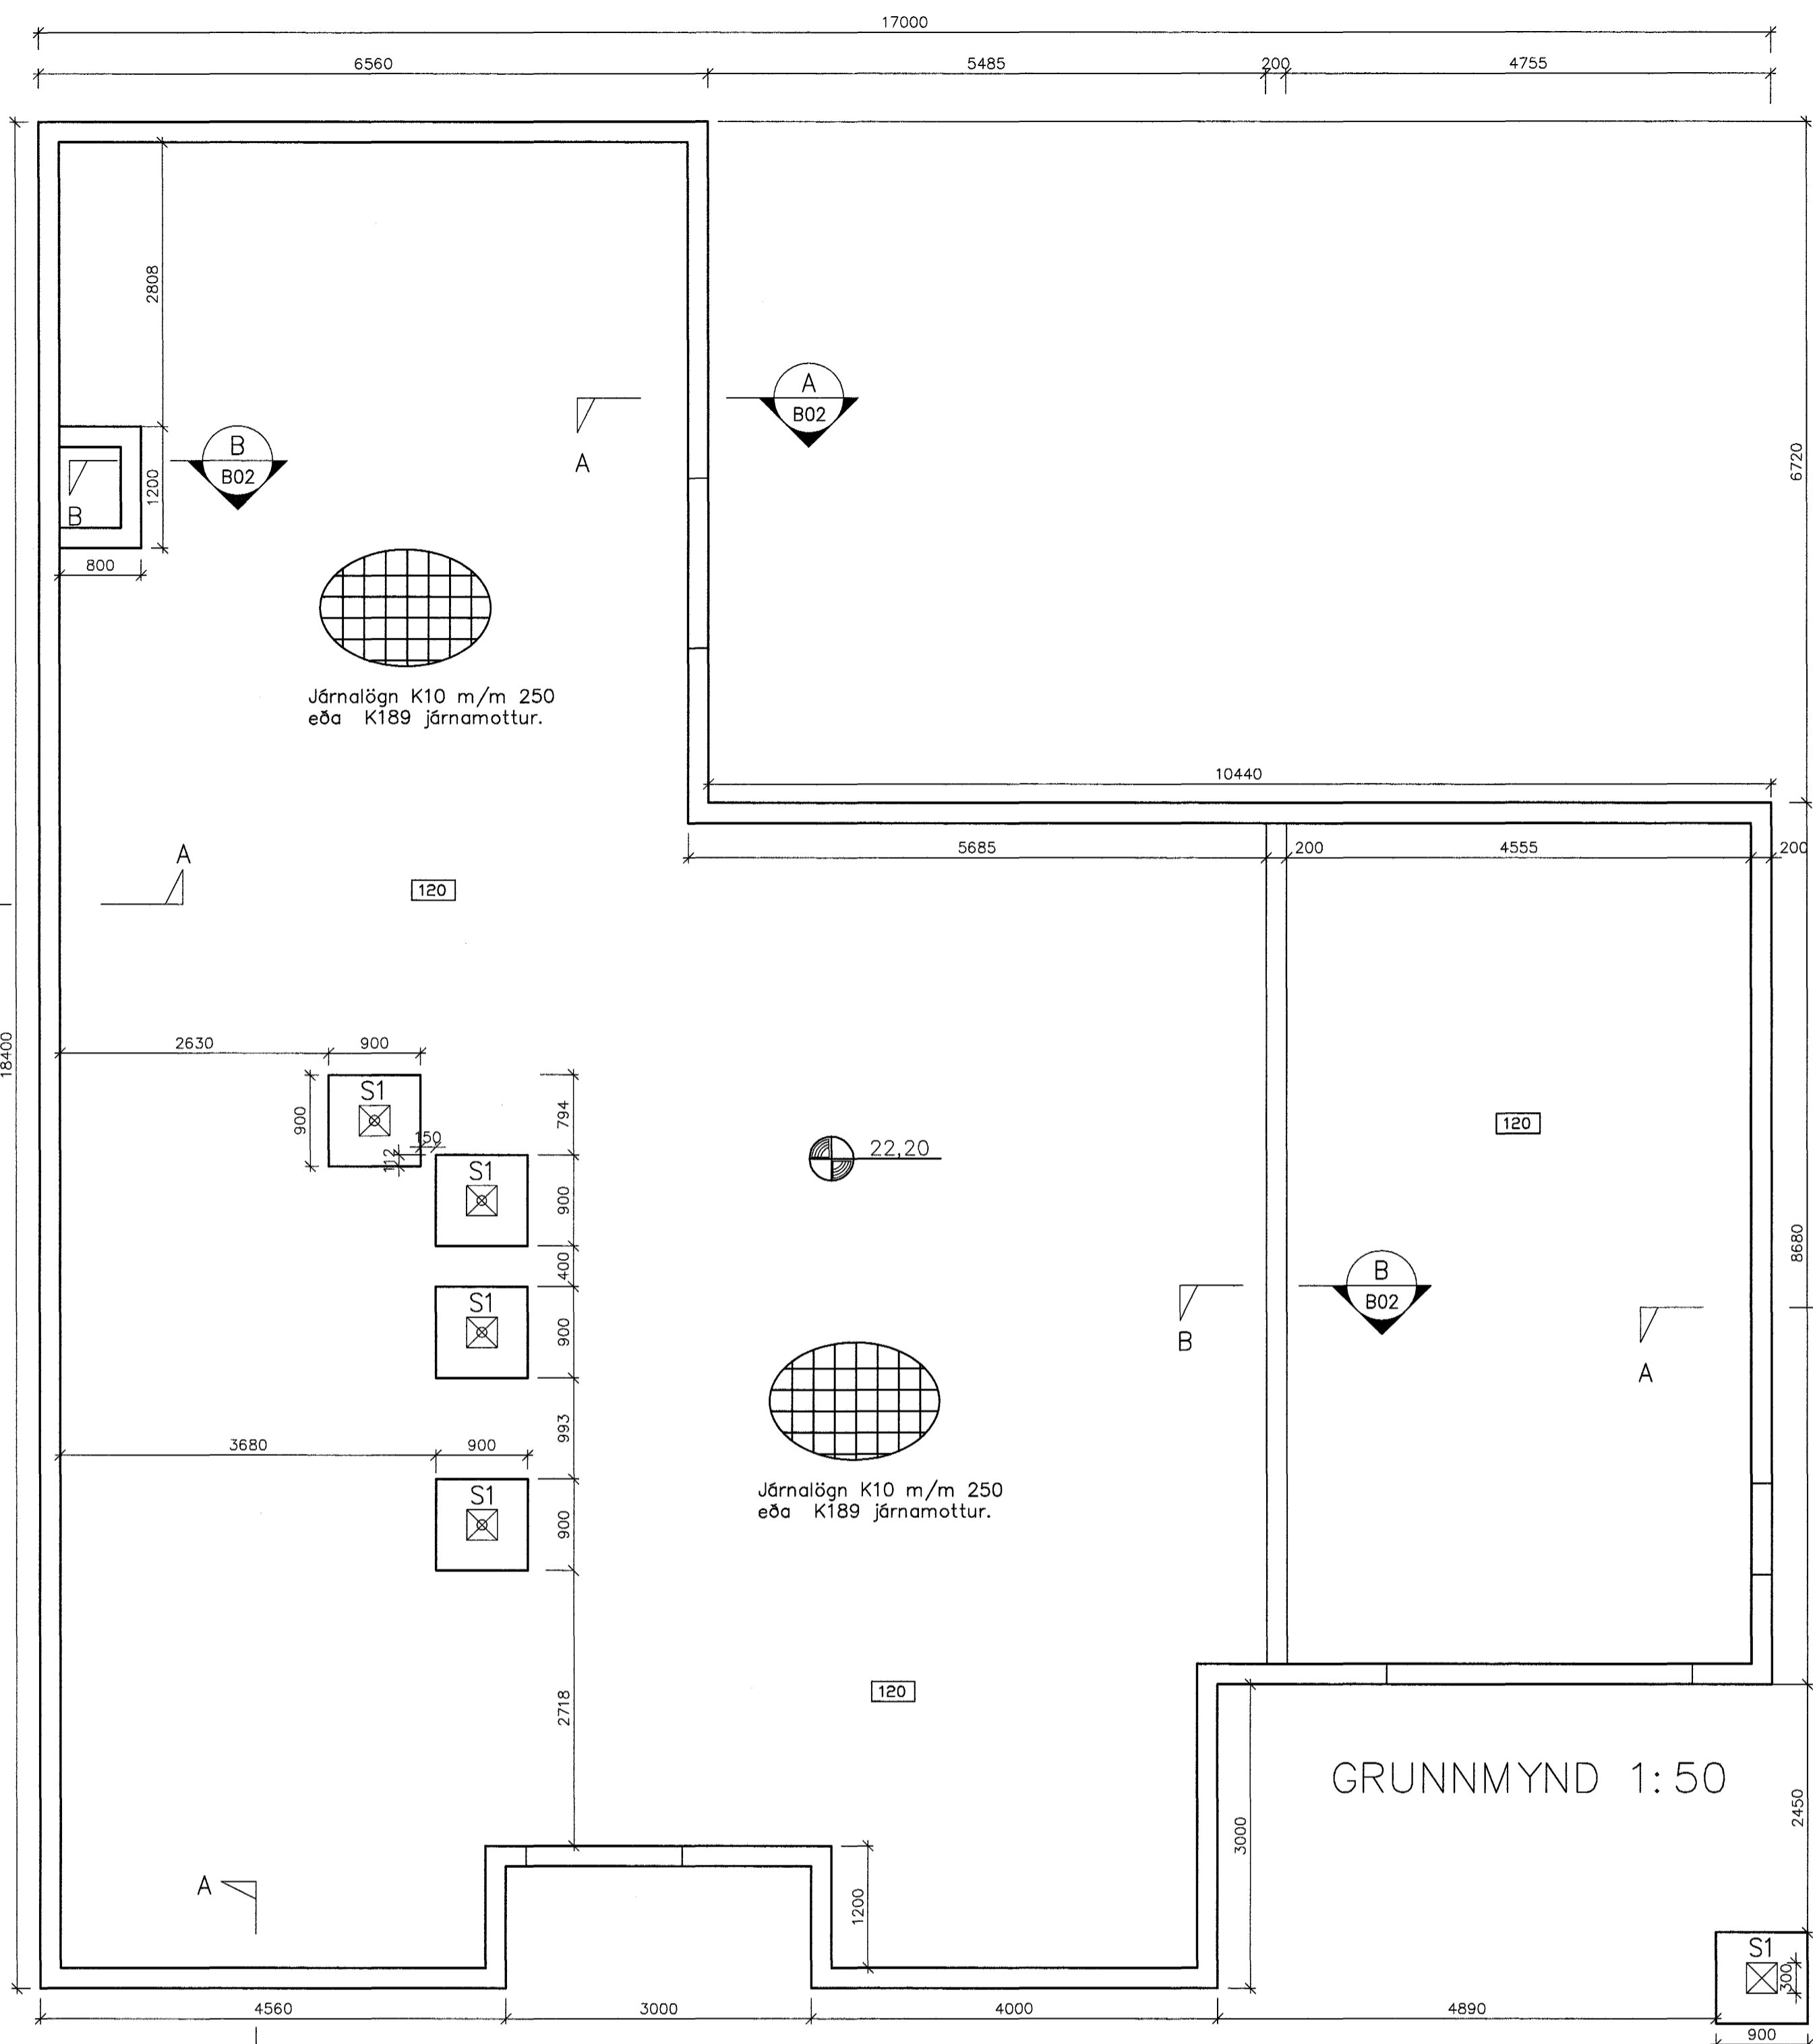 17000
6560 5485 200 4755
2808
A
B02
A
B
B02
6720
1200
B
800
Járnalögn K10 m/m 250
eða K189 járnamottur.
10440
5685 200 4555 200
A
120
18400
2630 900
S1
900
794
150
112
120
22,20
S1
900
8680
400
B
B02
S1
900
B
A
993
3680 900
S1
900
Járnalögn K10 m/m 250
eða K189 járnamottur.
2718
120
GRUNNMYND 1:50
2450
3000
A
1200
S1
300
4560 3000 4000 4890
900